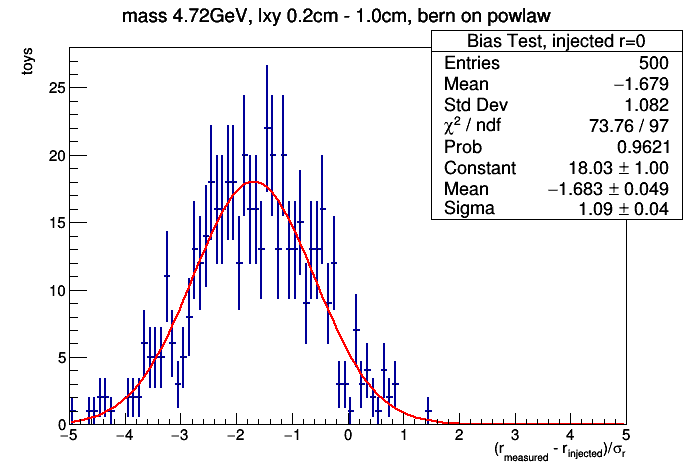 mass 4.72GeV, lxy 0.2cm - 1.0cm, bern on powlaw
Bias Test, injected r=0
Entries 500
Mean −1.679
Std Dev 1.082
χ² / ndf 73.76 / 97
Prob 0.9621
Constant 18.03 ± 1.00
Mean −1.683 ± 0.049
Sigma 1.09 ± 0.04
toys
25
20
15
10
5
0
−5 −4 −3 −2 −1 0 1 2 3 4 5
(r_measured - r_injected)/σ_r